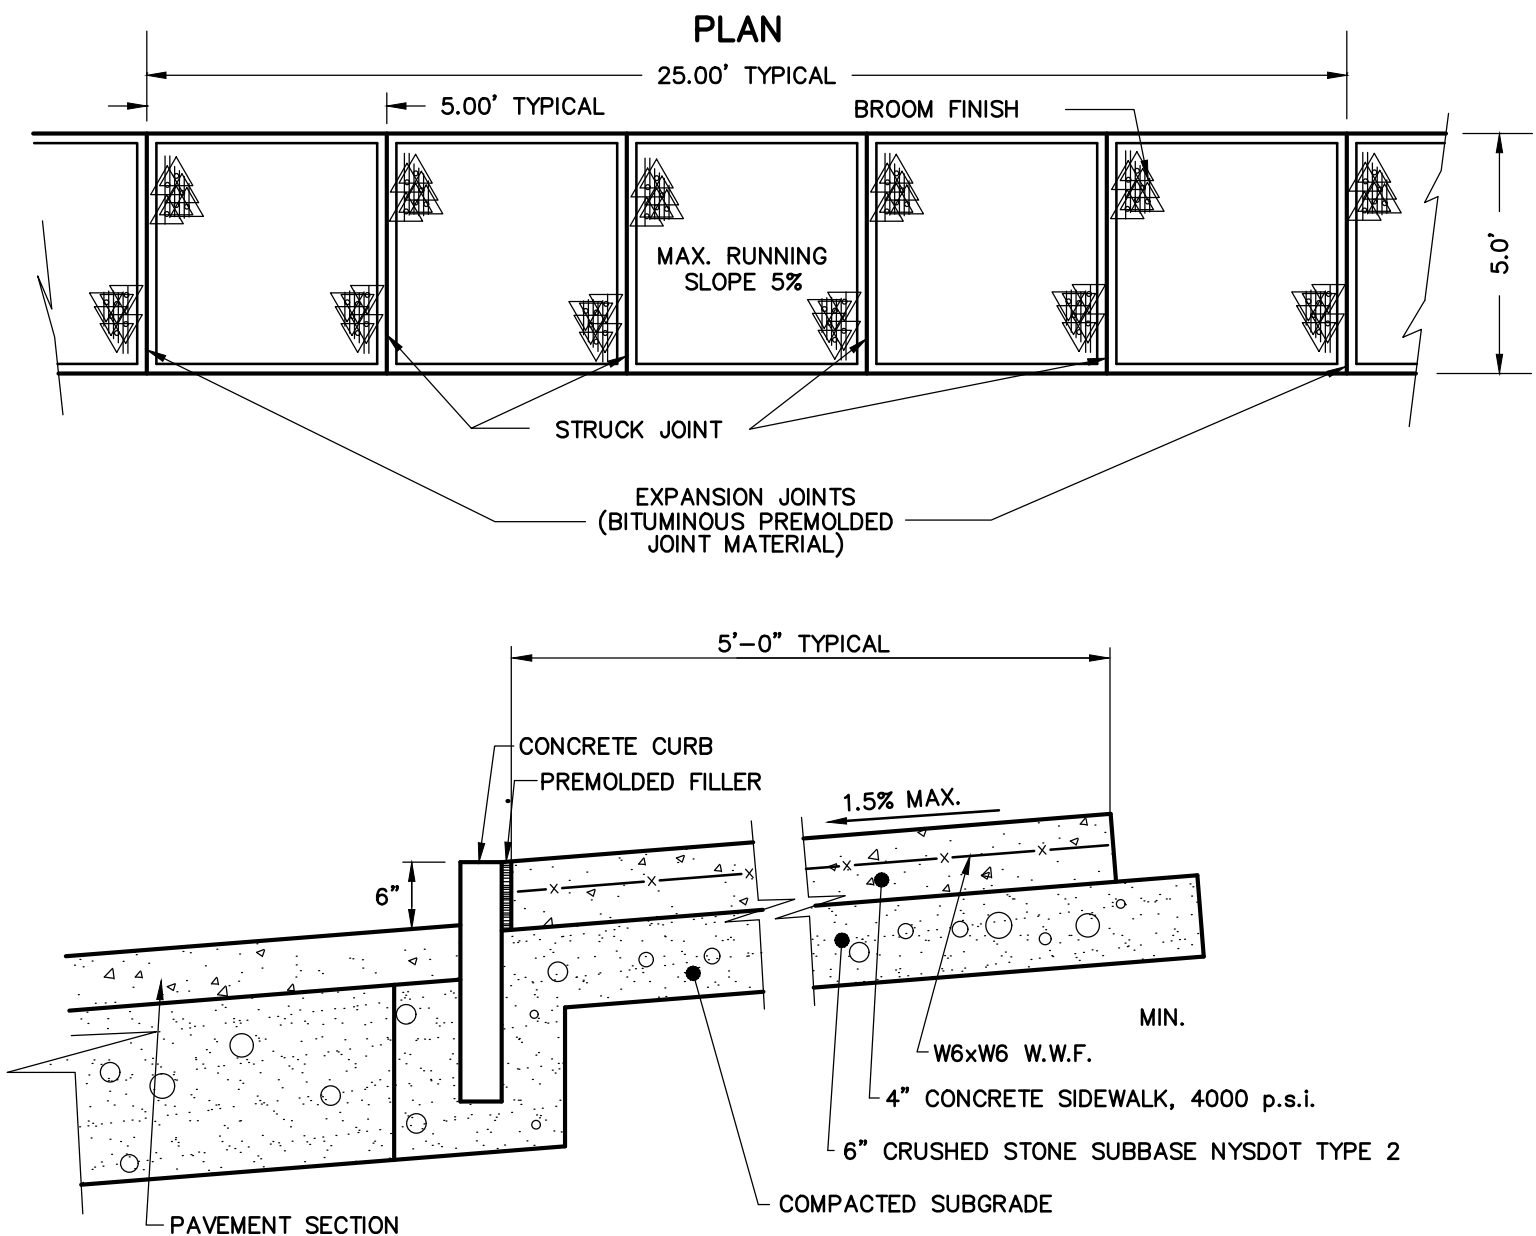 PLAN
25.00' TYPICAL
5.00' TYPICAL
BROOM FINISH
MAX. RUNNING
SLOPE 5%
5.0'
STRUCK JOINT
EXPANSION JOINTS
(BITUMINOUS PREMOLDED
JOINT MATERIAL)
5'-0" TYPICAL
CONCRETE CURB
PREMOLDED FILLER
1.5% MAX.
6"
MIN.
W6xW6 W.W.F.
4" CONCRETE SIDEWALK, 4000 p.s.i.
6" CRUSHED STONE SUBBASE NYSDOT TYPE 2
COMPACTED SUBGRADE
PAVEMENT SECTION